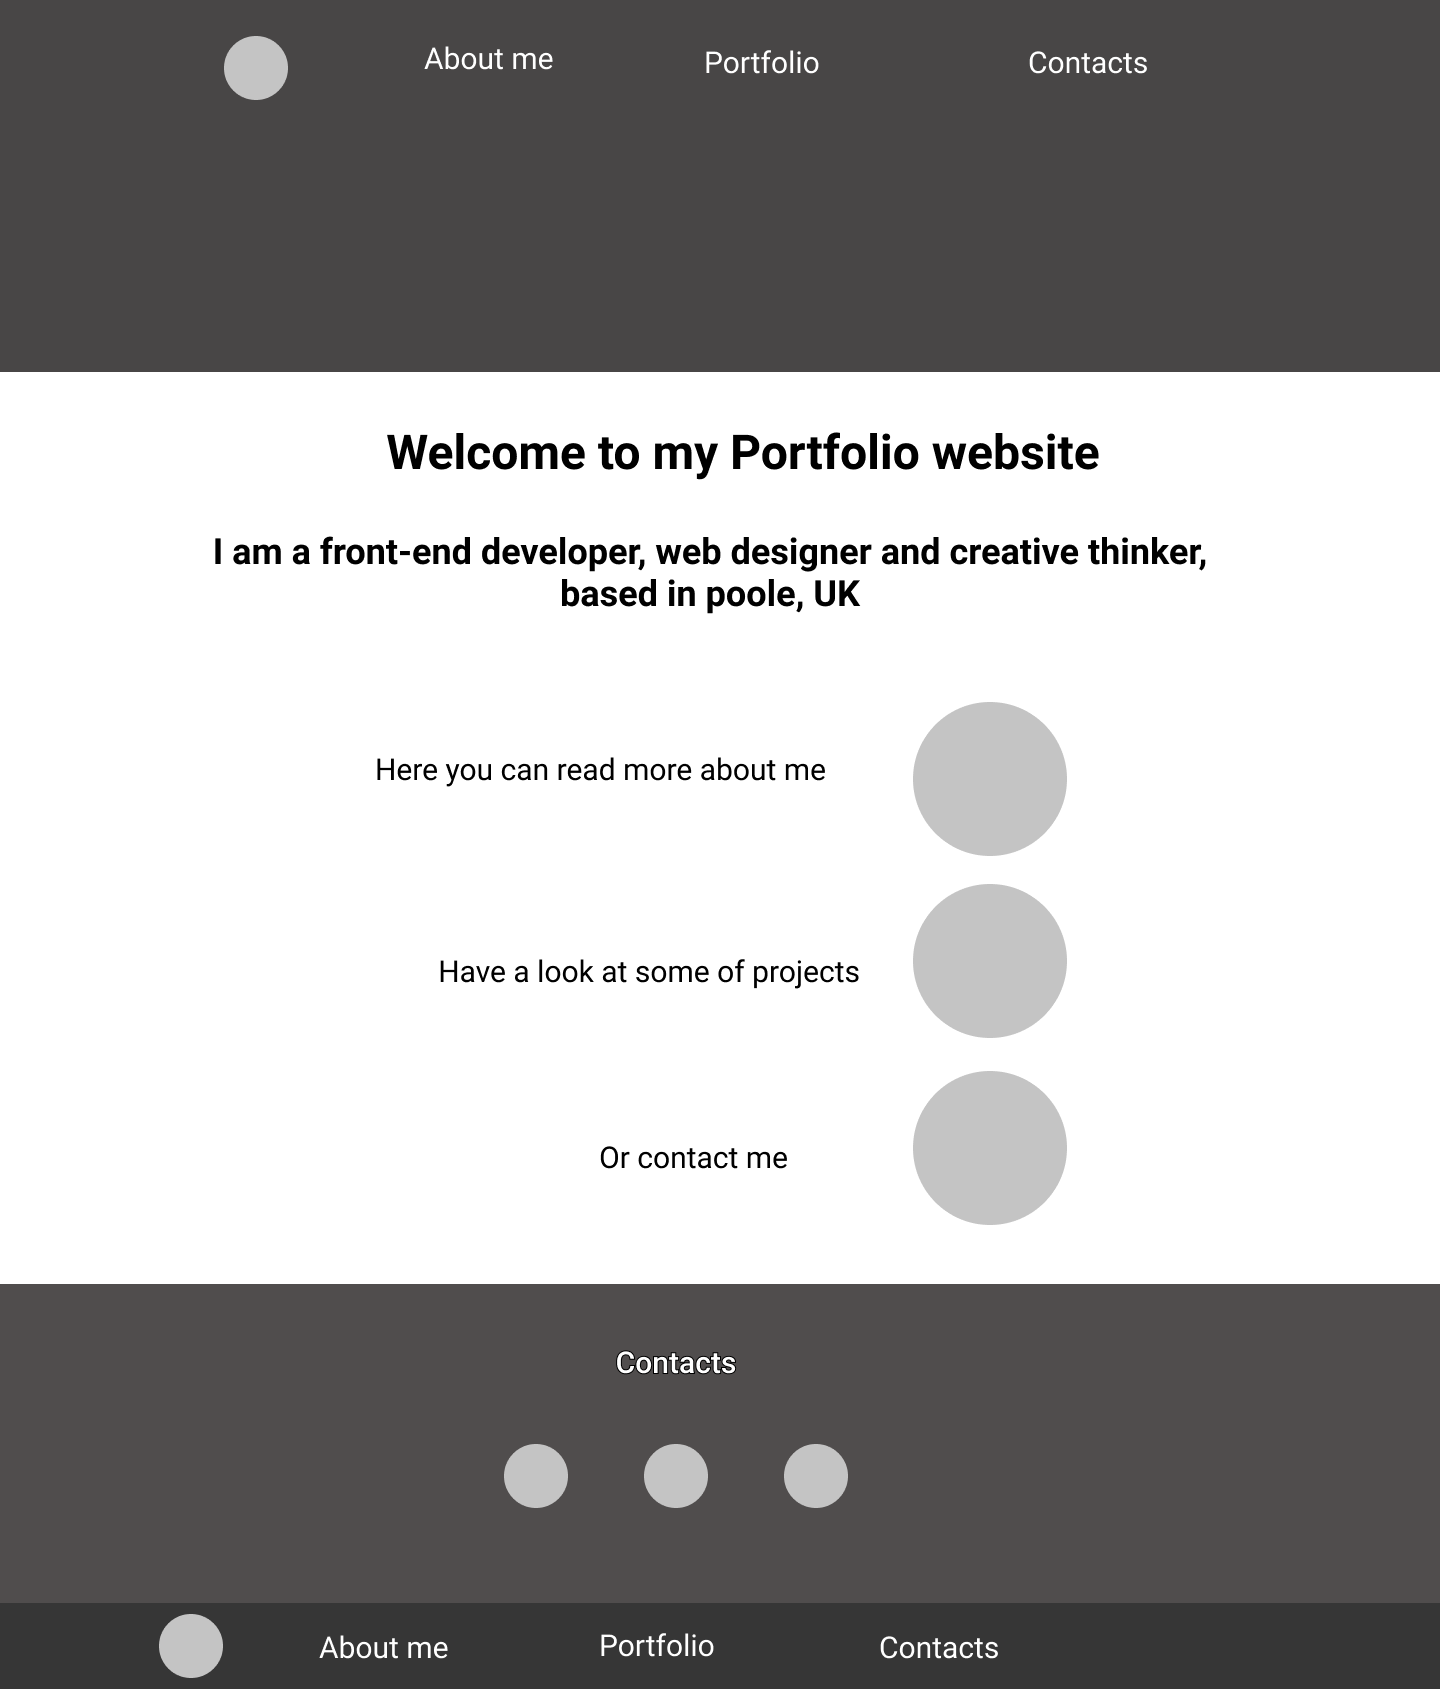 About me
Portfolio
Contacts
Welcome to my Portfolio website
I am a front-end developer, web designer and creative thinker,
based in poole, UK
Here you can read more about me
Have a look at some of projects
Or contact me
Contacts
About me
Portfolio
Contacts